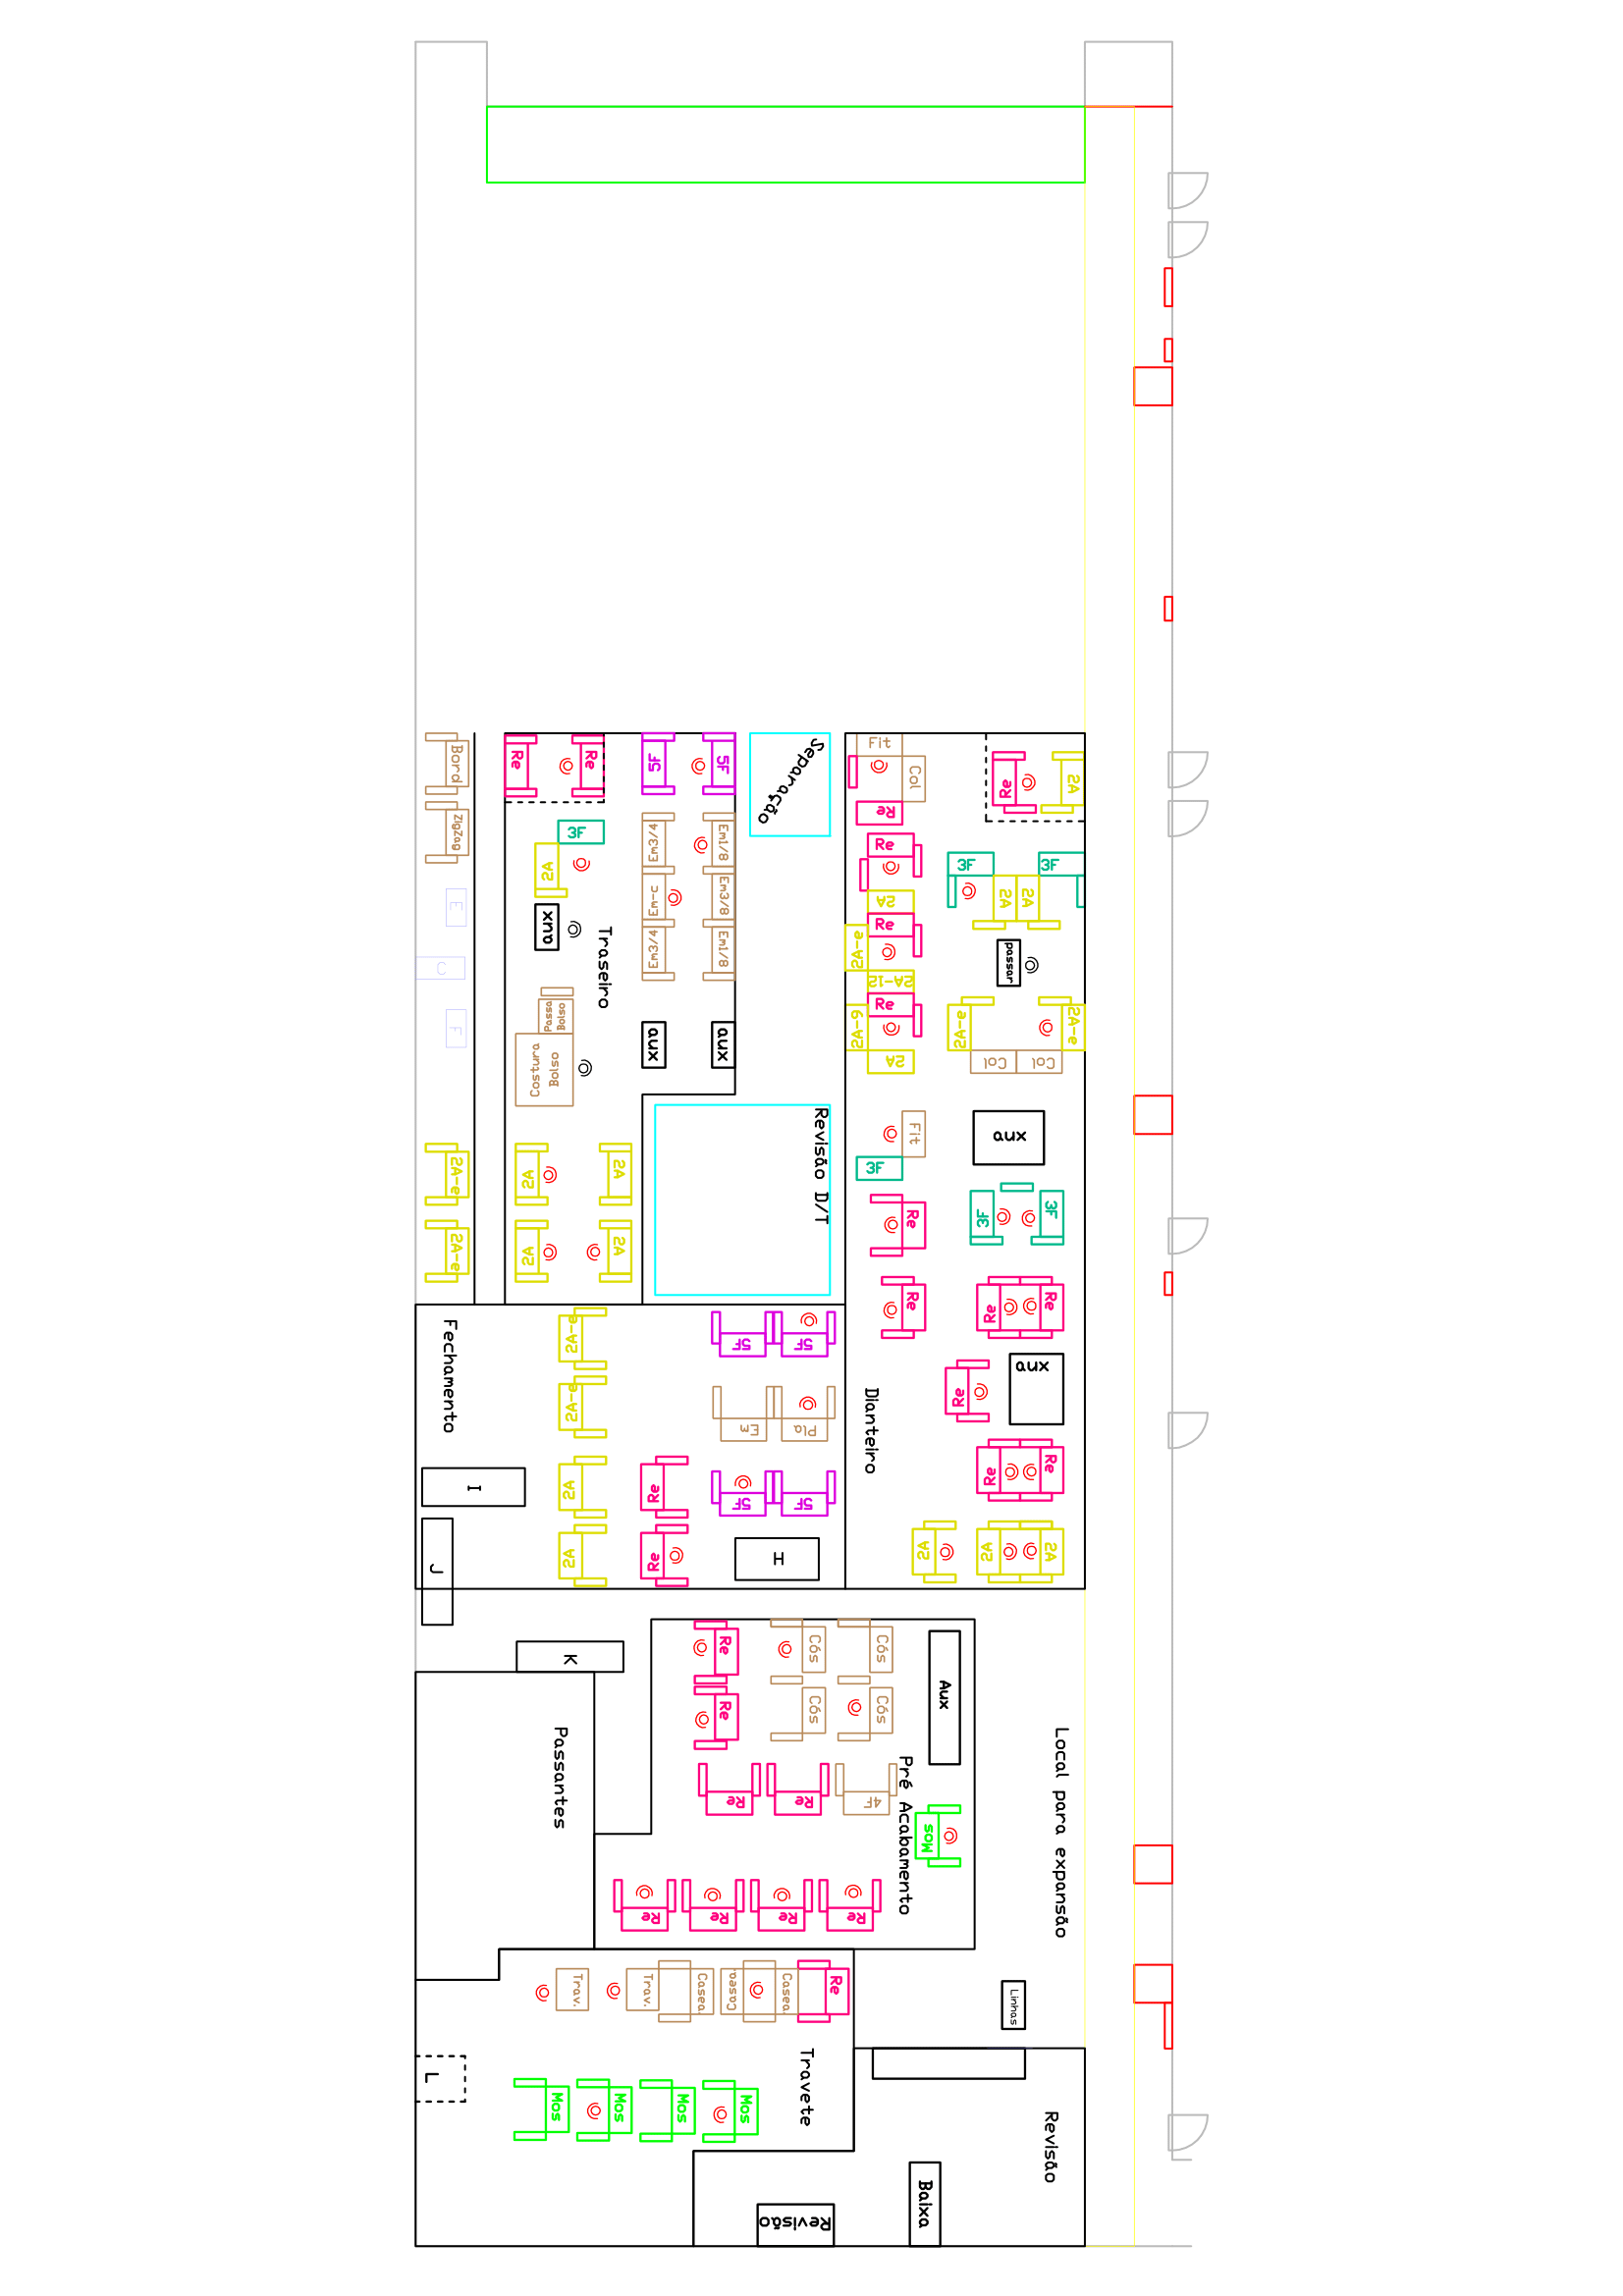 Bord
Re
Re
5F
5F
Separação
Fit
Col
Re
2A
Re
zigzag
3F
2A
Em3/4
Em1/8
Re
3F
3F
E
aux
Em-c
Em3/8
2A
Re
2A
2A
C
Traseiro
Em3/4
Em1/8
2A-e
2A-12
passar
F
Passa
Bolso
Costura
Bolso
aux
aux
Re
2A-9
2A
2A-e
2A-e
Col
Col
Revisão D/T
Fit
3F
aux
2A-e
2A
2A
Re
3F
3F
2A-e
2A
2A
Re
Re
Re
Fechamento
2A-e
5F
5F
aux
2A-e
Em
Pla
Dianteiro
Re
I
2A
Re
5F
5F
Re
Re
J
2A
Re
H
2A
2A
2A
K
Re
Cós
Cós
Aux
Re
Cós
Cós
Passantes
Re
Re
4F
Pré Acabamento
Mos
Local para expansão
Re
Re
Re
Re
Trav.
Trav.
Casea.
Casea.
Casea.
Re
Linhas
L
Travete
Mos
Mos
Mos
Mos
Revisão
Baixa
Revisão